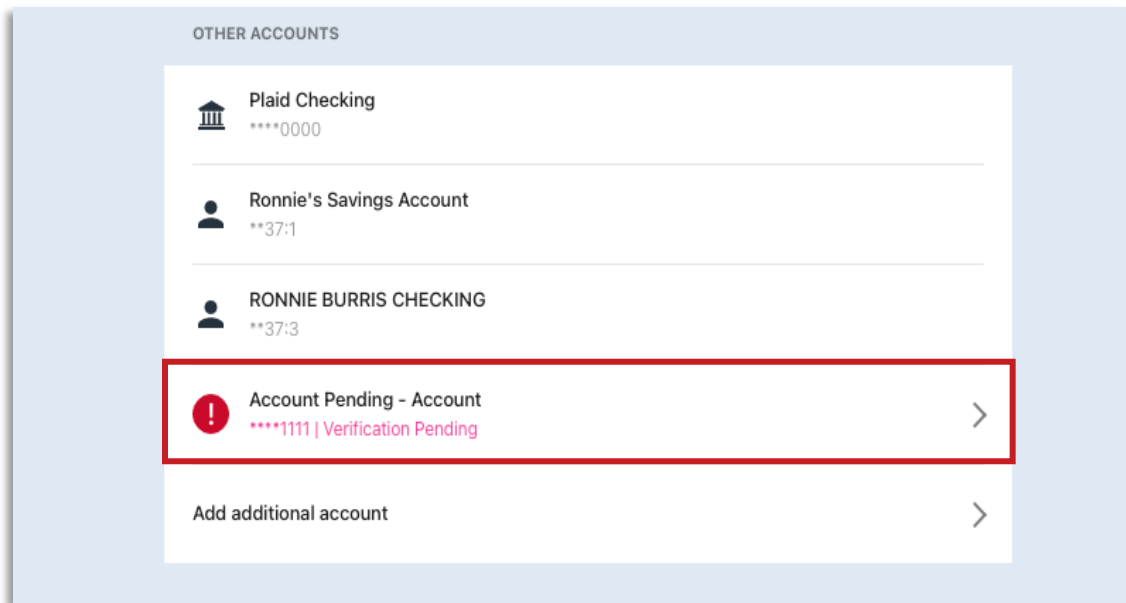 OTHER ACCOUNTS
Plaid Checking
****0000
Ronnie's Savings Account
**37:1
RONNIE BURRIS CHECKING
**37:3
Account Pending - Account
****1111 | Verification Pending
Add additional account